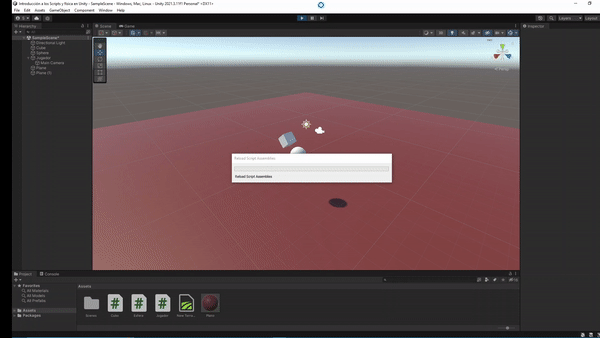 Introducción a los Scripts y física en Unity - SampleScene - Windows, Mac, Linux - Unity 2021.3.11f1 Personal* <DX11>
File Edit Assets GameObject Component Window Help
Layers Layout
Hierarchy
Scene Game
Inspector
All
SampleScene*
Directional Light
Cube
Sphere
Jugador
Main Camera
Plane
Plane (1)
Persp
Reload Script Assemblies
Reload Script Assemblies
Project Console
Favorites
All Materials
All Models
All Prefabs
Assets
Packages
Assets
Scenes
Cubo
Esfera
Jugador
New Terra...
Plano